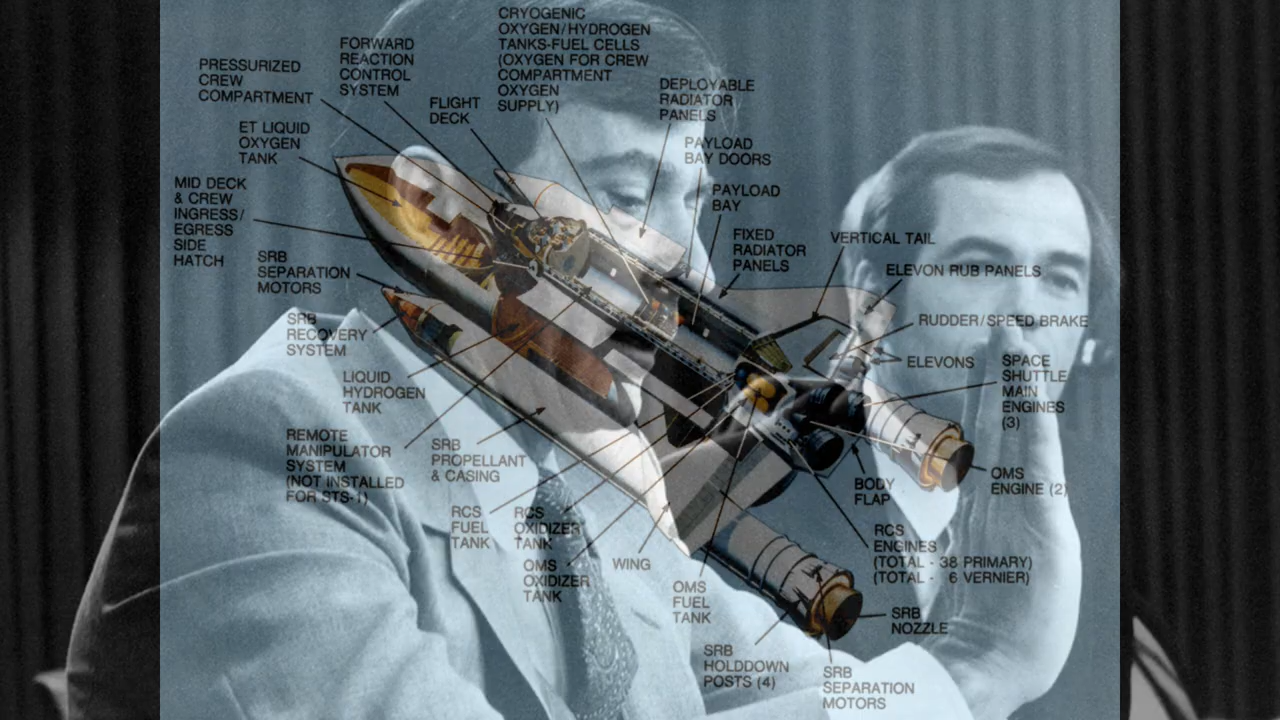 CRYOGENIC
OXYGEN/HYDROGEN
TANKS-FUEL CELLS
(OXYGEN FOR CREW
COMPARTMENT
OXYGEN
SUPPLY)
FORWARD
REACTION
CONTROL
SYSTEM
PRESSURIZED
CREW
COMPARTMENT
FLIGHT
DECK
DEPLOYABLE
RADIATOR
PANELS
ET LIQUID
OXYGEN
TANK
PAYLOAD
BAY DOORS
MID DECK
& CREW
INGRESS/
EGRESS
SIDE
HATCH
PAYLOAD
BAY
FIXED
RADIATOR
PANELS
VERTICAL TAIL
SRB
SEPARATION
MOTORS
ELEVON RUB PANELS
SRB
RECOVERY
SYSTEM
RUDDER/SPEED BRAKE
ELEVONS
SPACE
SHUTTLE
MAIN
ENGINES
(3)
LIQUID
HYDROGEN
TANK
REMOTE
MANIPULATOR
SYSTEM
(NOT INSTALLED
FOR STS-1)
SRB
PROPELLANT
& CASING
OMS
ENGINE (2)
BODY
FLAP
RCS
FUEL
TANK
RCS
OXIDIZER
TANK
RCS
ENGINES
(TOTAL - 38 PRIMARY)
(TOTAL - 6 VERNIER)
OMS
OXIDIZER
TANK
WING
OMS
FUEL
TANK
SRB
NOZZLE
SRB
HOLDDOWN
POSTS (4)
SRB
SEPARATION
MOTORS